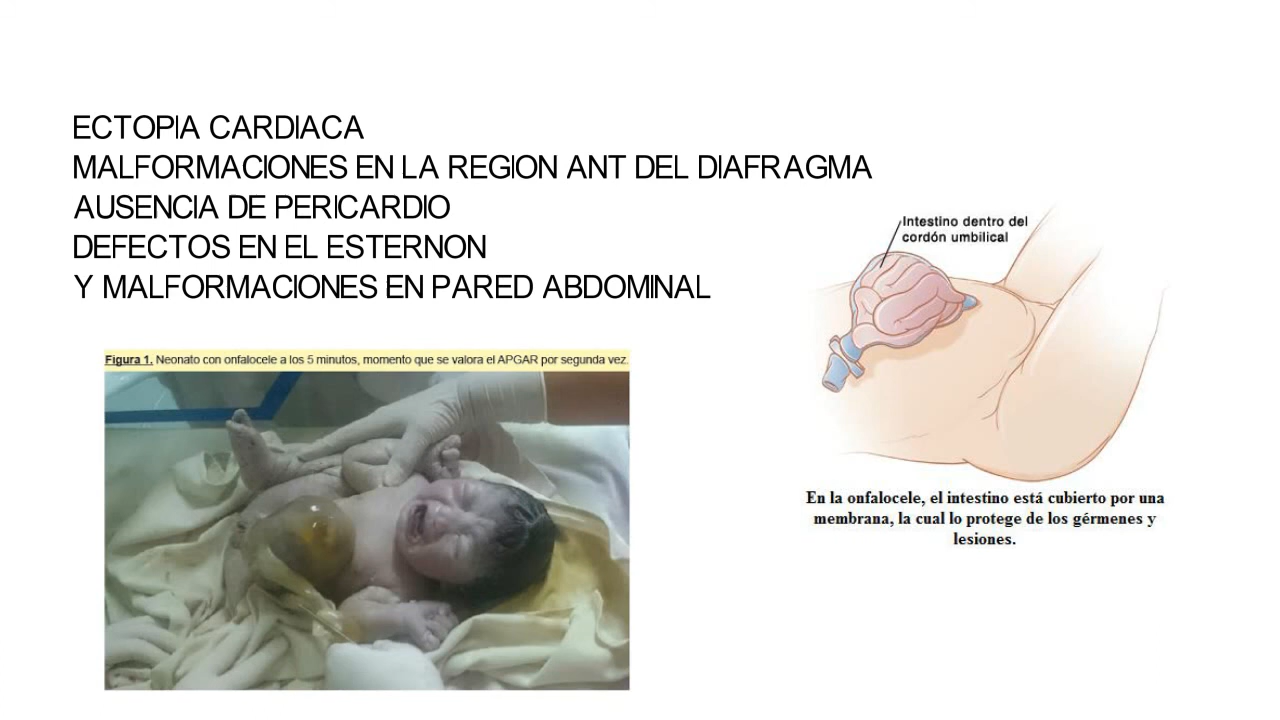 ECTOPIA CARDIACA
MALFORMACIONES EN LA REGION ANT DEL DIAFRAGMA
AUSENCIA DE PERICARDIO
DEFECTOS EN EL ESTERNON
Y MALFORMACIONES EN PARED ABDOMINAL
Intestino dentro del
cordón umbilical
Figura 1. Neonato con onfalocele a los 5 minutos, momento que se valora el APGAR por segunda vez.
En la onfalocele, el intestino está cubierto por una
membrana, la cual lo protege de los gérmenes y
lesiones.